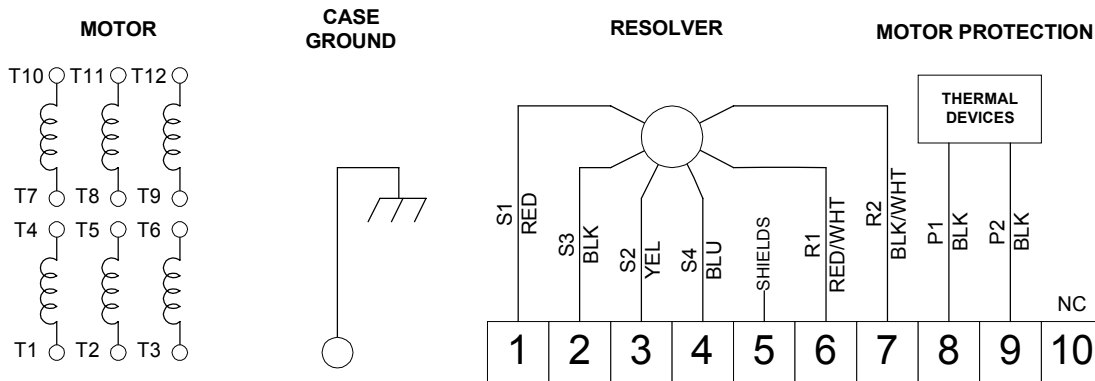 MOTOR
CASE
GROUND
RESOLVER
MOTOR PROTECTION
T10 T11 T12
T7 T8 T9
T4 T5 T6
T1 T2 T3
THERMAL
DEVICES
S1
RED
S3
BLK
S2
YEL
S4
BLU
SHIELDS
R1
RED/WHT
R2
BLK/WHT
P1
BLK
P2
BLK
NC
1 2 3 4 5 6 7 8 9 10